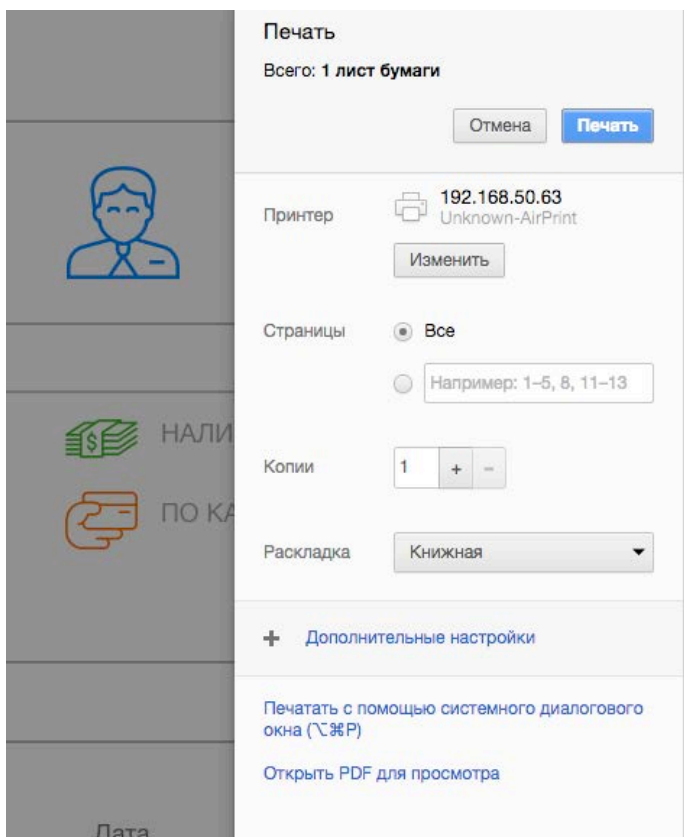 Печать
Всего: 1 лист бумаги
Отмена
Печать
Принтер
192.168.50.63
Unknown-AirPrint
Изменить
Страницы
Все
Например: 1–5, 8, 11–13
НАЛИ
Копии
1 + –
ПО КА
Раскладка
Книжная
+ Дополнительные настройки
Печатать с помощью системного диалогового
окна (⌥⌘P)
Открыть PDF для просмотра
Дата